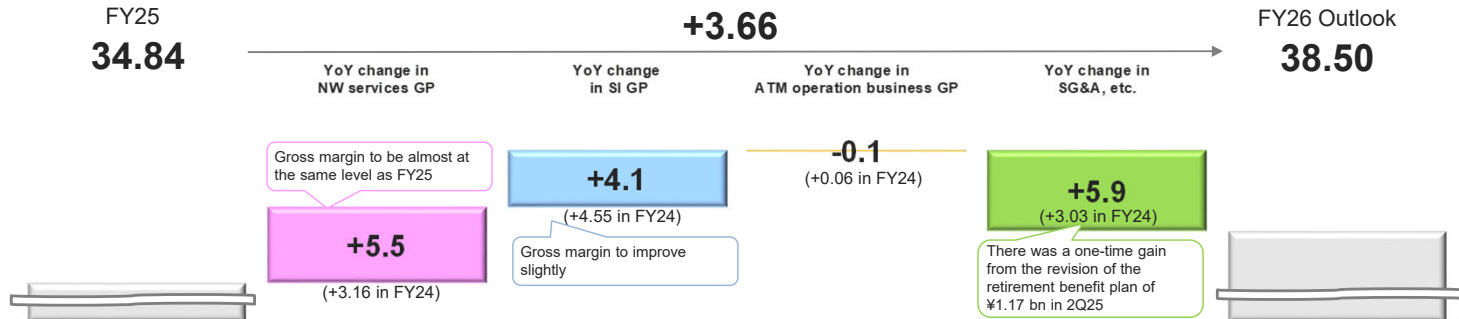 FY25
34.84
+3.66
FY26 Outlook
38.50
YoY change in
NW services GP
YoY change
in SI GP
YoY change in
ATM operation business GP
YoY change in
SG&A, etc.
Gross margin to be almost at
the same level as FY25
+5.5
(+3.16 in FY24)
+4.1
(+4.55 in FY24)
Gross margin to improve
slightly
-0.1
(+0.06 in FY24)
+5.9
(+3.03 in FY24)
There was a one-time gain
from the revision of the
retirement benefit plan of
¥1.17 bn in 2Q25